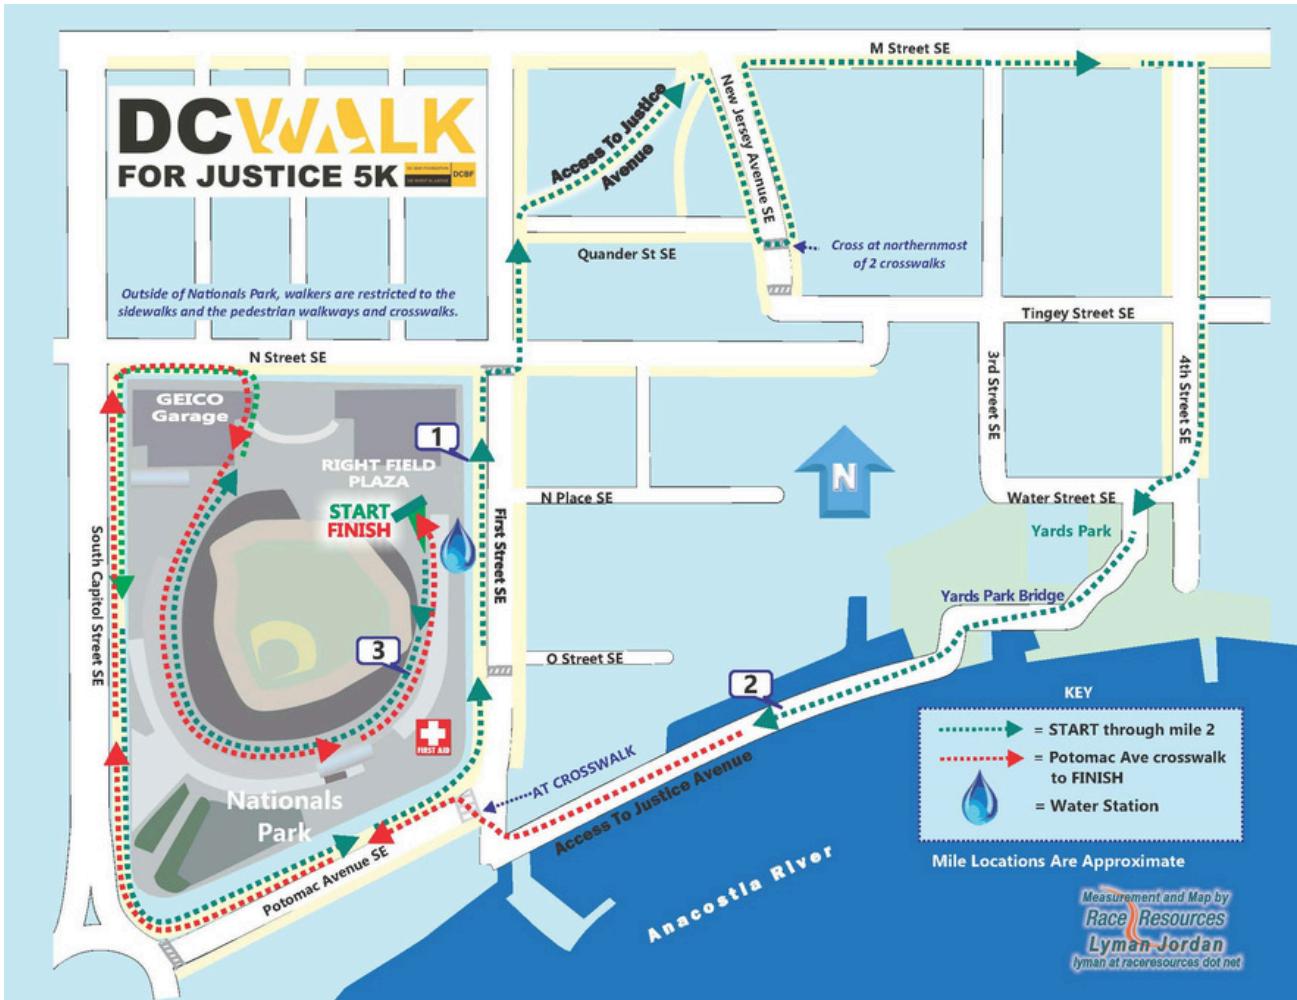 M Street SE
DCWALK
FOR JUSTICE 5K
DCBF
Access To Justice
Avenue
New Jersey Avenue SE
Quander St SE
Cross at northernmost
of 2 crosswalks
Outside of Nationals Park, walkers are restricted to the
sidewalks and the pedestrian walkways and crosswalks.
Tingey Street SE
N Street SE
3rd Street SE
4th Street SE
GEICO
Garage
1
RIGHT FIELD
PLAZA
START
FINISH
N
N Place SE
Water Street SE
First Street SE
South Capitol Street SE
Yards Park
Yards Park Bridge
3
O Street SE
2
FIRST AID
KEY
= START through mile 2
= Potomac Ave crosswalk
to FINISH
= Water Station
AT CROSSWALK
Access To Justice Avenue
Nationals
Park
Potomac Avenue SE
Anacostia River
Mile Locations Are Approximate
Measurement and Map by
Race Resources
Lyman Jordan
lyman at raceresources dot net